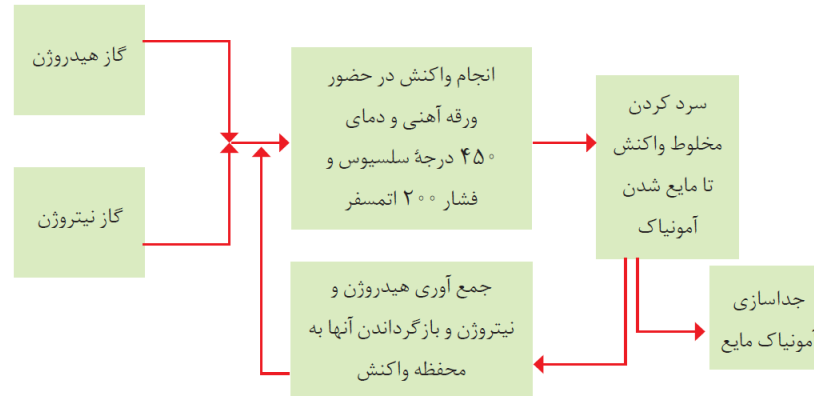 گاز هیدروژن
گاز نیتروژن
انجام واکنش در حضور
ورقه آهنی و دمای
۴۵۰ درجهٔ سلسیوس و
فشار ۲۰۰ اتمسفر
سرد کردن
مخلوط واکنش
تا مایع شدن
آمونیاک
جمع آوری هیدروژن و
نیتروژن و بازگرداندن آنها به
محفظه واکنش
جداسازی
آمونیاک مایع